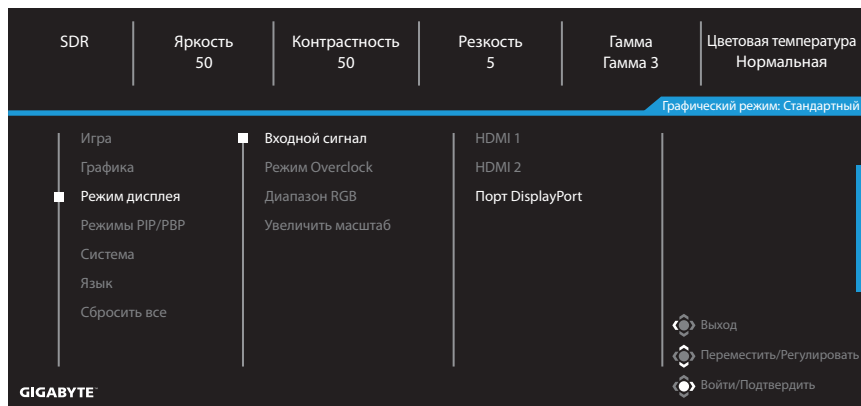 SDR
Яркость
50
Контрастность
50
Резкость
5
Гамма
Гамма 3
Цветовая температура
Нормальная
Графический режим: Стандартный
Игра
Графика
Режим дисплея
Режимы PIP/PBP
Система
Язык
Сбросить все
Входной сигнал
Режим Overclock
Диапазон RGB
Увеличить масштаб
HDMI 1
HDMI 2
Порт DisplayPort
Выход
Переместить/Регулировать
Войти/Подтвердить
GIGABYTE™